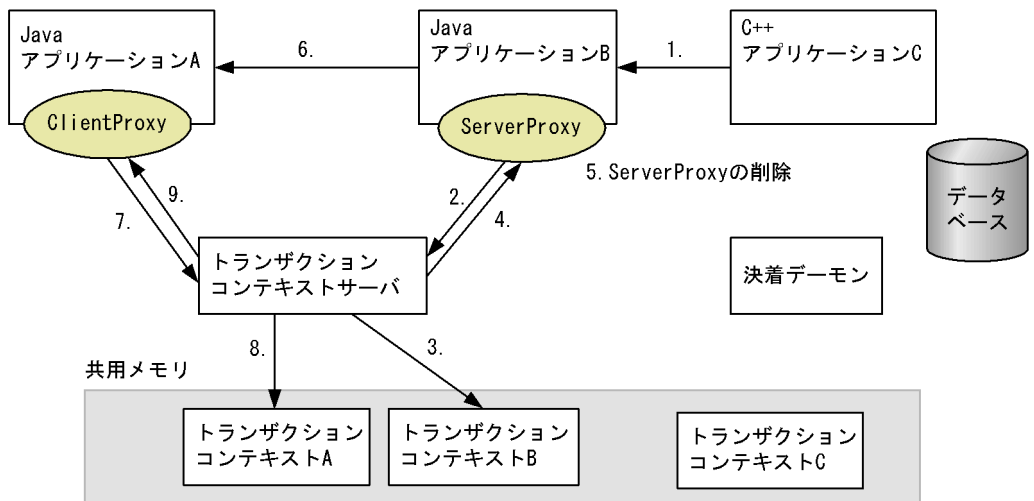 Java
アプリケーションA
6.
Java
アプリケーションB
1.
C++
アプリケーションC
ClientProxy
ServerProxy
5.ServerProxyの削除
データ
ベース
9.
7.
2.
4.
トランザクション
コンテキストサーバ
決着デーモン
8.
3.
共用メモリ
トランザクション
コンテキストA
トランザクション
コンテキストB
トランザクション
コンテキストC